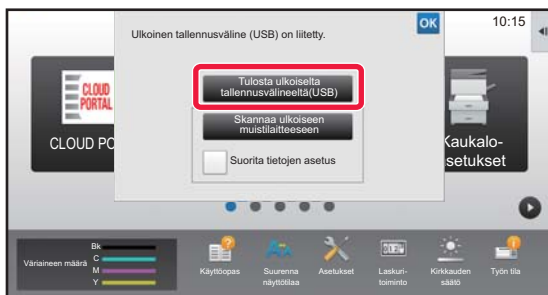 10:15
Ulkoinen tallennusväline (USB) on liitetty.
OK
Tulosta ulkoiselta
tallennusvälineeltä(USB)
Skannaa ulkoiseen
muistilaitteeseen
Suorita tietojen asetus
CLOUD
PORTAL
CLOUD PO
Kaukalo-
setukset
Väriaineen määrä
Bk
C
M
Y
Käyttöopas
Suurenna
näyttötilaa
Asetukset
Laskuri-
toiminto
Kirkkauden
säätö
Työn tila